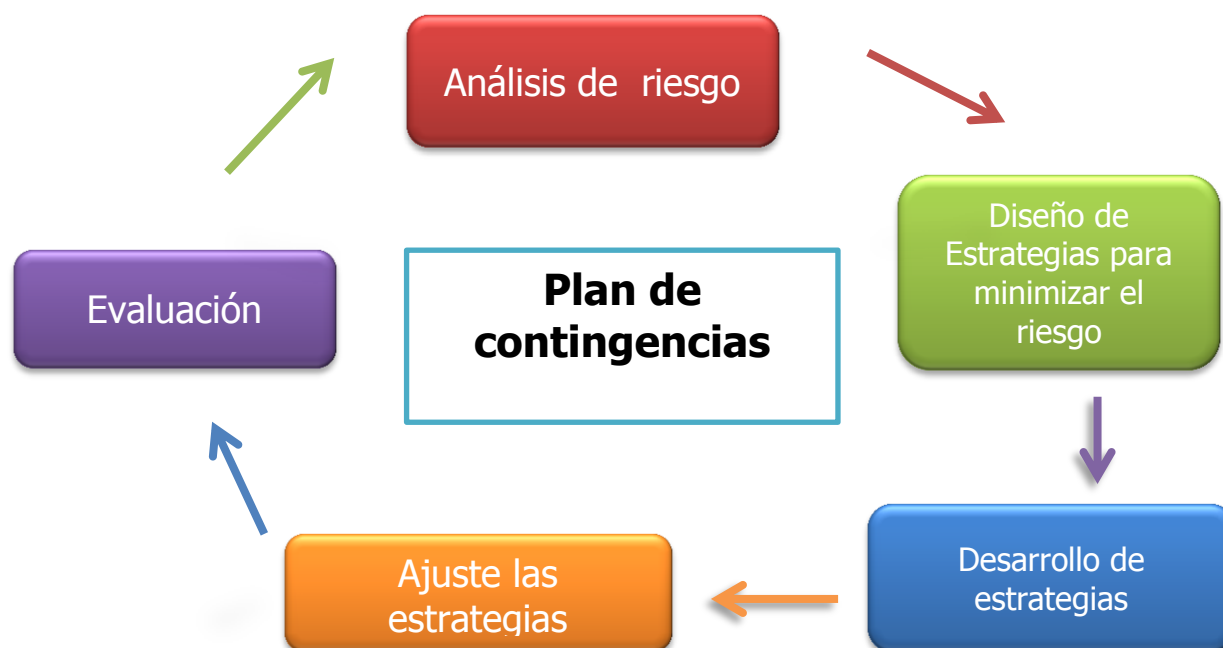 Análisis de riesgo
Diseño de
Estrategias para
minimizar el
riesgo
Plan de
contingencias
Evaluación
Desarrollo de
estrategias
Ajuste las
estrategias